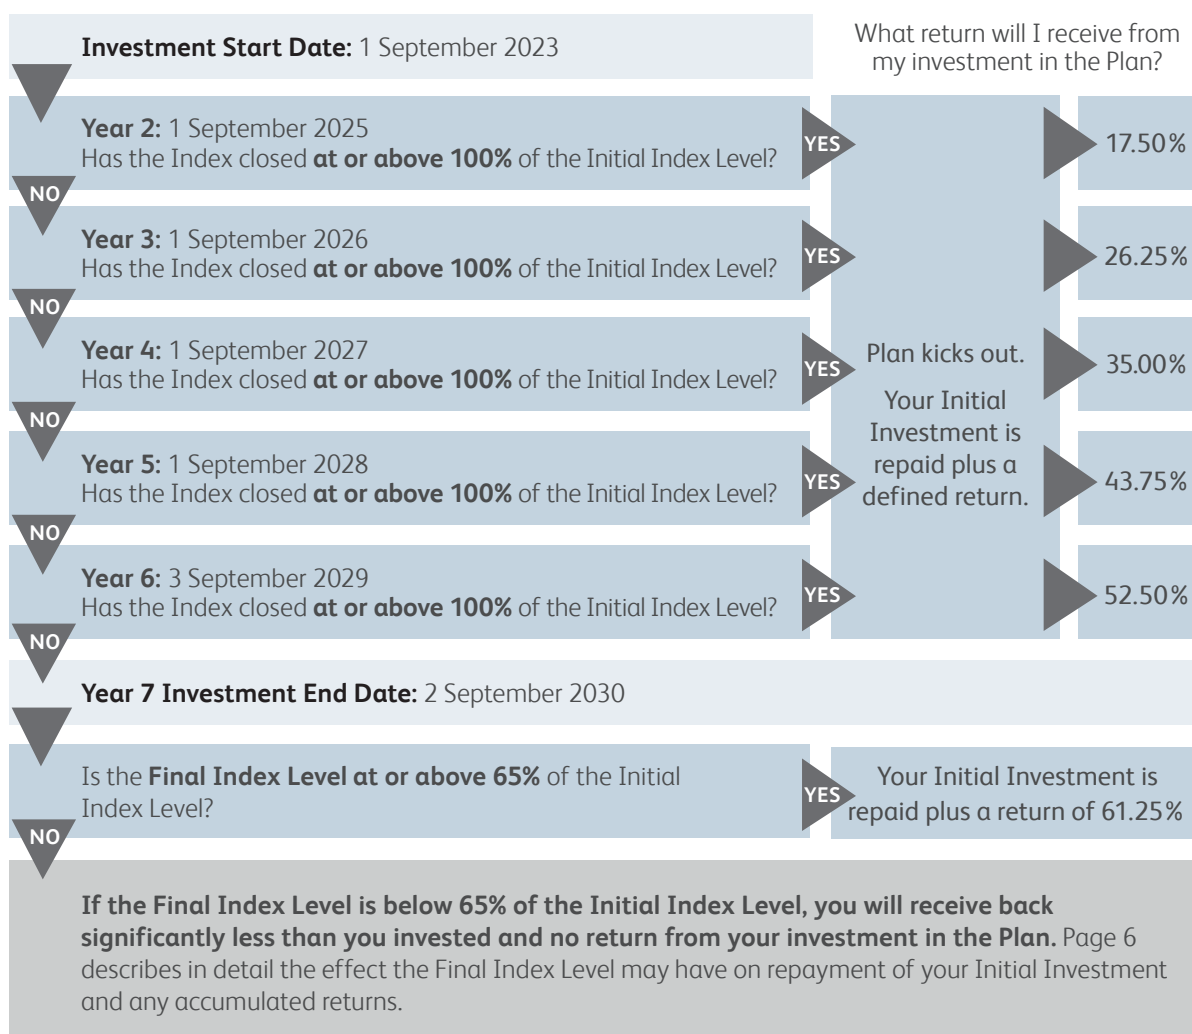 Investment Start Date: 1 September 2023
What return will I receive from
my investment in the Plan?
Year 2: 1 September 2025
Has the Index closed at or above 100% of the Initial Index Level?
YES
17.50%
NO
Year 3: 1 September 2026
Has the Index closed at or above 100% of the Initial Index Level?
YES
26.25%
NO
Year 4: 1 September 2027
Has the Index closed at or above 100% of the Initial Index Level?
YES
Plan kicks out.
Your Initial
Investment is
repaid plus a
defined return.
35.00%
NO
Year 5: 1 September 2028
Has the Index closed at or above 100% of the Initial Index Level?
YES
43.75%
NO
Year 6: 3 September 2029
Has the Index closed at or above 100% of the Initial Index Level?
YES
52.50%
NO
Year 7 Investment End Date: 2 September 2030
Is the Final Index Level at or above 65% of the Initial
Index Level?
YES
Your Initial Investment is
repaid plus a return of 61.25%
NO
If the Final Index Level is below 65% of the Initial Index Level, you will receive back
significantly less than you invested and no return from your investment in the Plan. Page 6
describes in detail the effect the Final Index Level may have on repayment of your Initial Investment
and any accumulated returns.